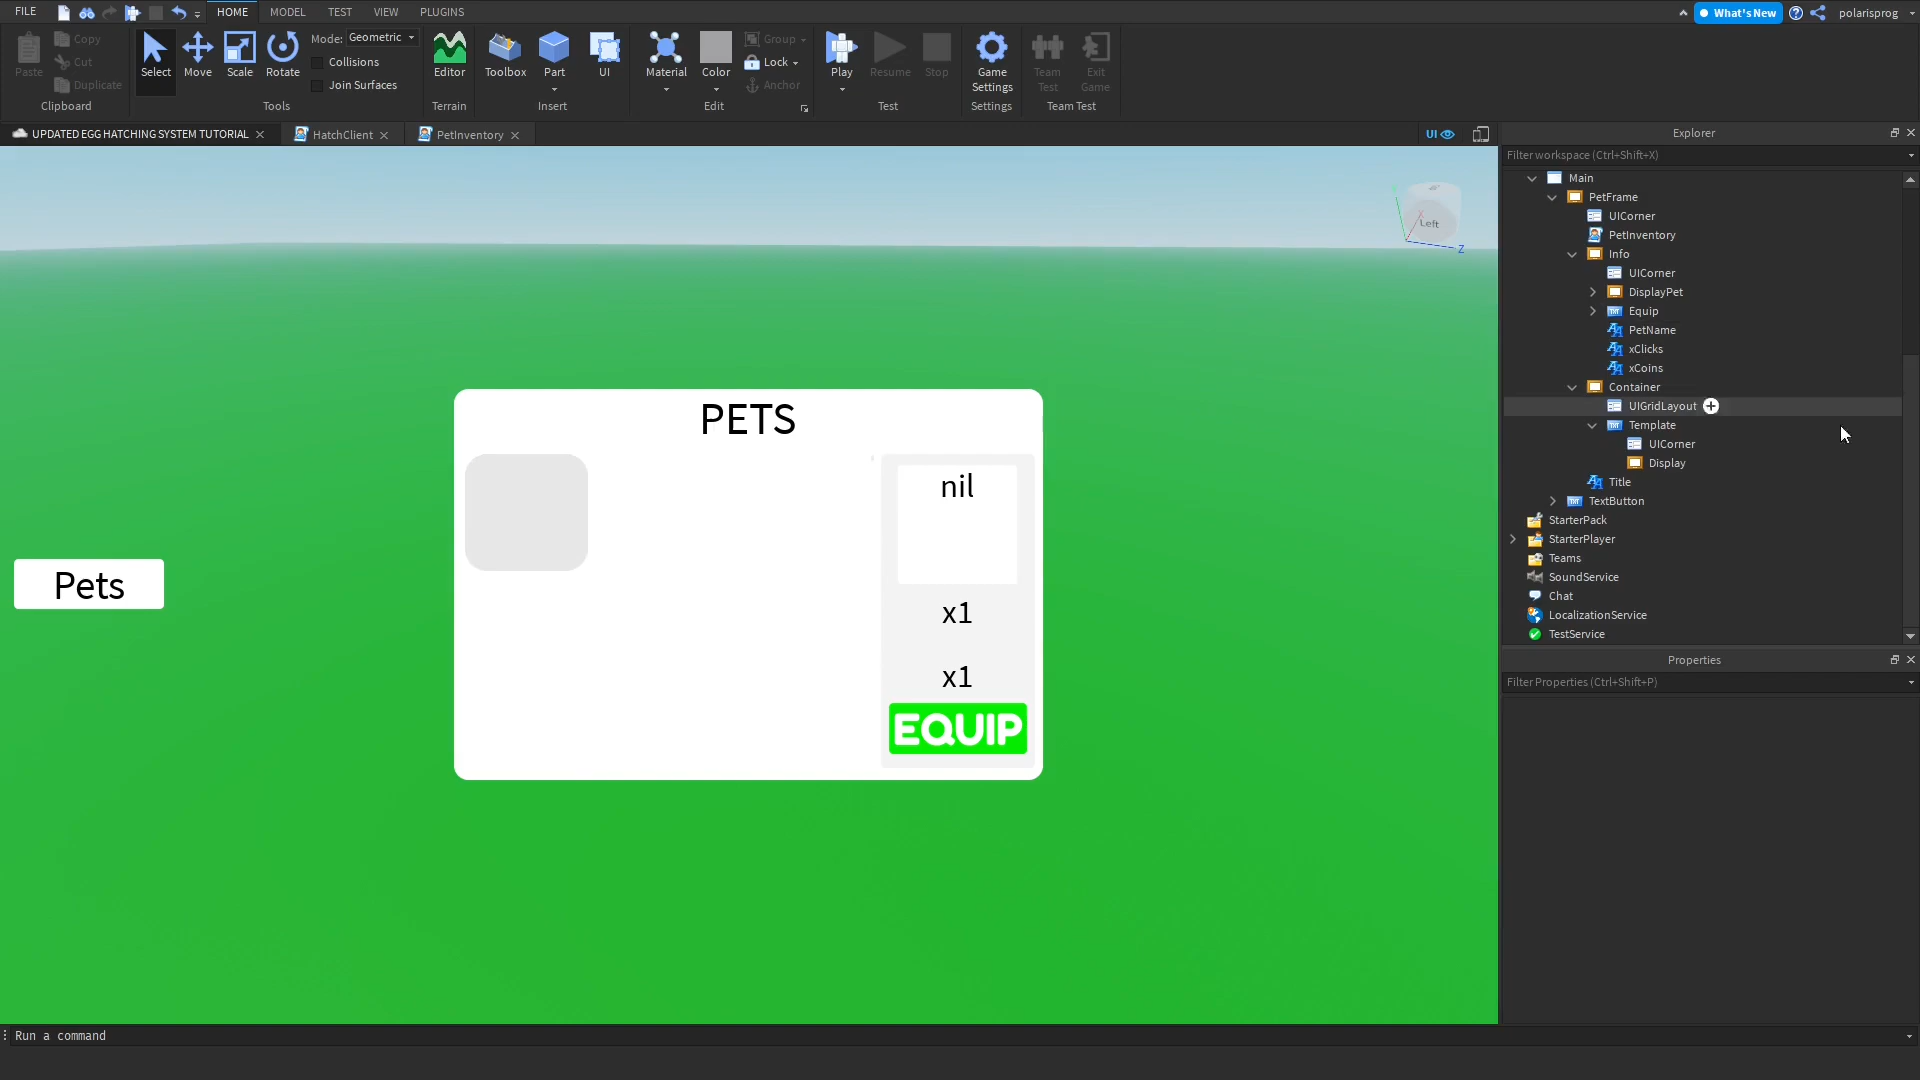 FILE HOME MODEL TEST VIEW PLUGINS What's New polarisprog
Paste Copy Cut Duplicate Clipboard
Select Move Scale Rotate Mode: Geometric Collisions Join Surfaces Tools
Editor Terrain
Toolbox Part UI Insert
Material Color Group Lock Anchor Edit
Play Resume Stop Test
Game Settings Settings
Team Test Exit Game Team Test
UPDATED EGG HATCHING SYSTEM TUTORIAL HatchClient PetInventory UI
Left
Z
PETS
nil
x1
x1
EQUIP
Pets
Explorer
Filter workspace (Ctrl+Shift+X)
Main
PetFrame
UICorner
PetInventory
Info
UICorner
DisplayPet
Equip
PetName
xClicks
xCoins
Container
UIGridLayout
Template
UICorner
Display
Title
TextButton
StarterPack
StarterPlayer
Teams
SoundService
Chat
LocalizationService
TestService
Properties
Filter Properties (Ctrl+Shift+P)
Run a command